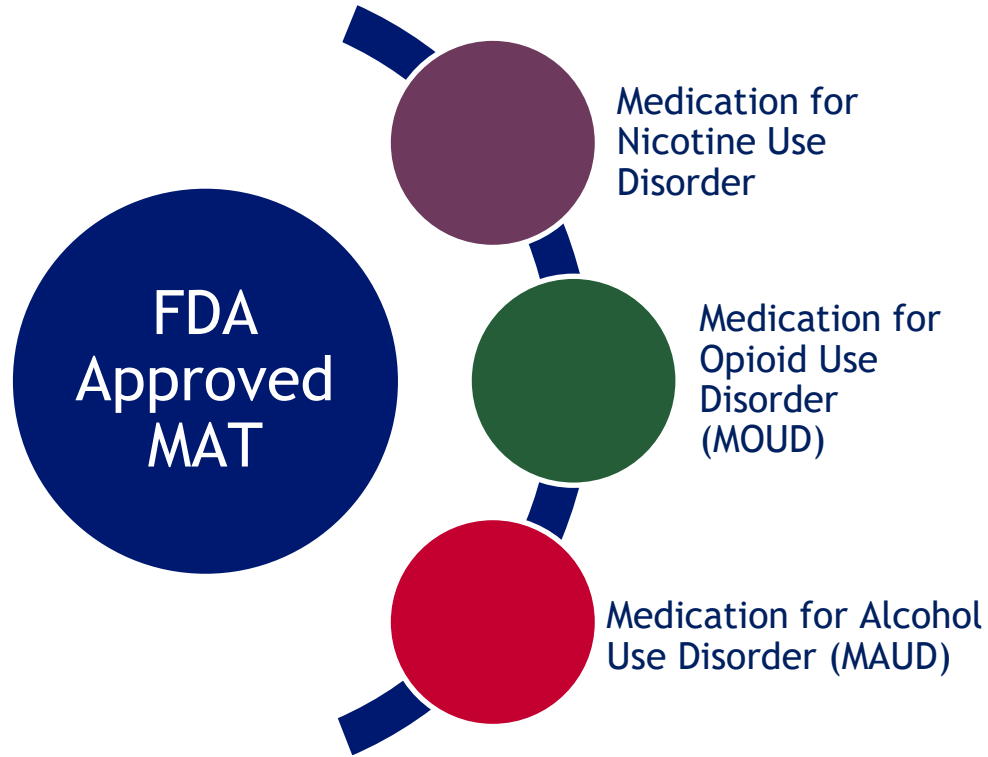 FDA
Approved
MAT
Medication for
Nicotine Use
Disorder
Medication for
Opioid Use
Disorder
(MOUD)
Medication for Alcohol
Use Disorder (MAUD)